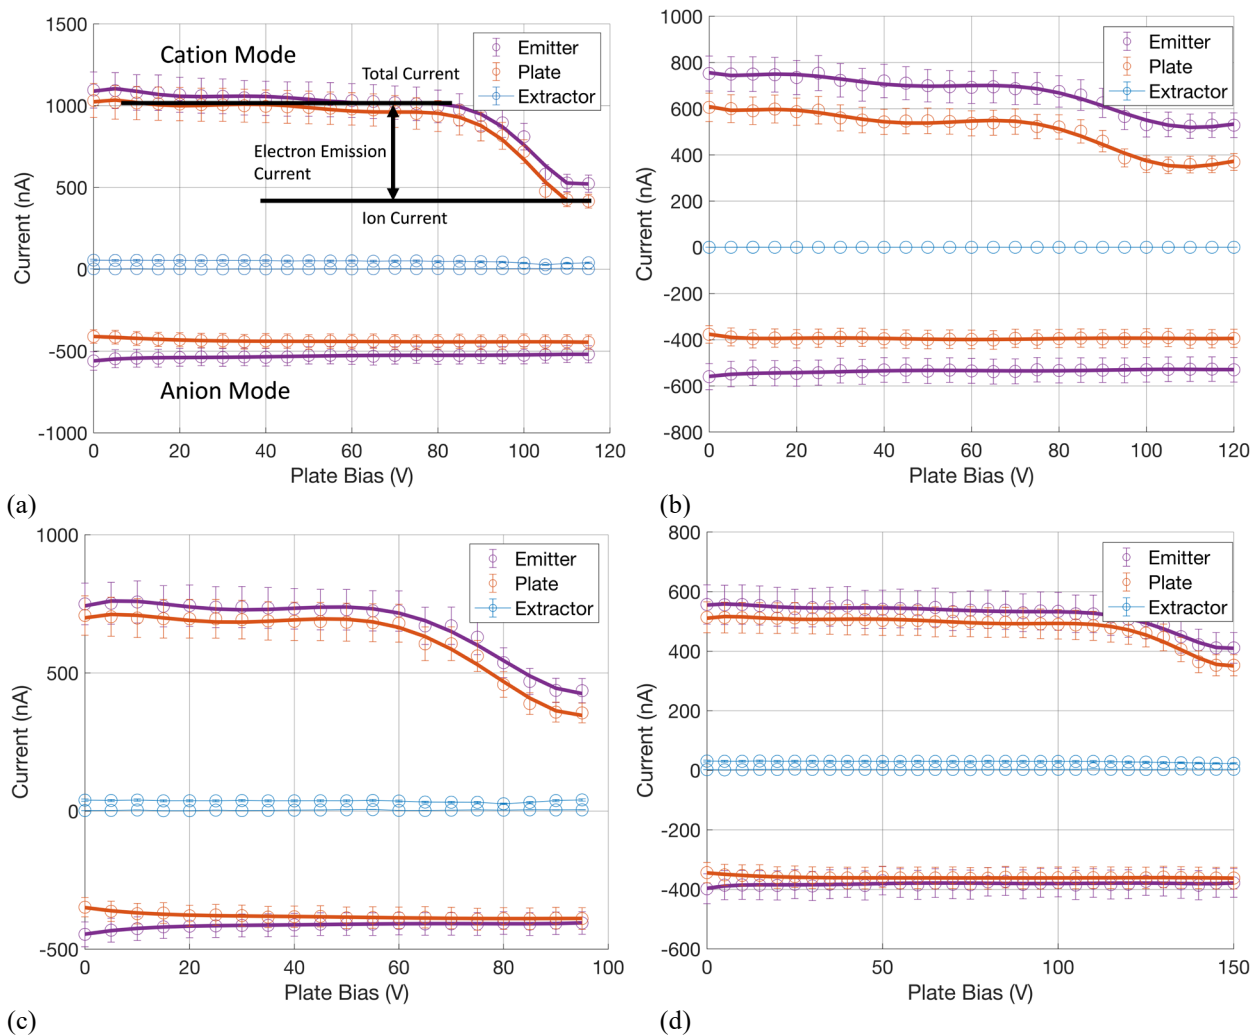 1500
1000
500
0
-500
-1000
Current (nA)
Cation Mode
Emitter
Plate
Extractor
Total Current
Electron Emission
Current
Ion Current
Anion Mode
0 20 40 60 80 100 120
Plate Bias (V)
(a)
1000
800
600
400
200
0
-200
-400
-600
-800
Current (nA)
Emitter
Plate
Extractor
0 20 40 60 80 100 120
Plate Bias (V)
(b)
1000
500
0
-500
Current (nA)
Emitter
Plate
Extractor
0 20 40 60 80 100
Plate Bias (V)
(c)
800
600
400
200
0
-200
-400
-600
Current (nA)
Emitter
Plate
Extractor
0 50 100 150
Plate Bias (V)
(d)